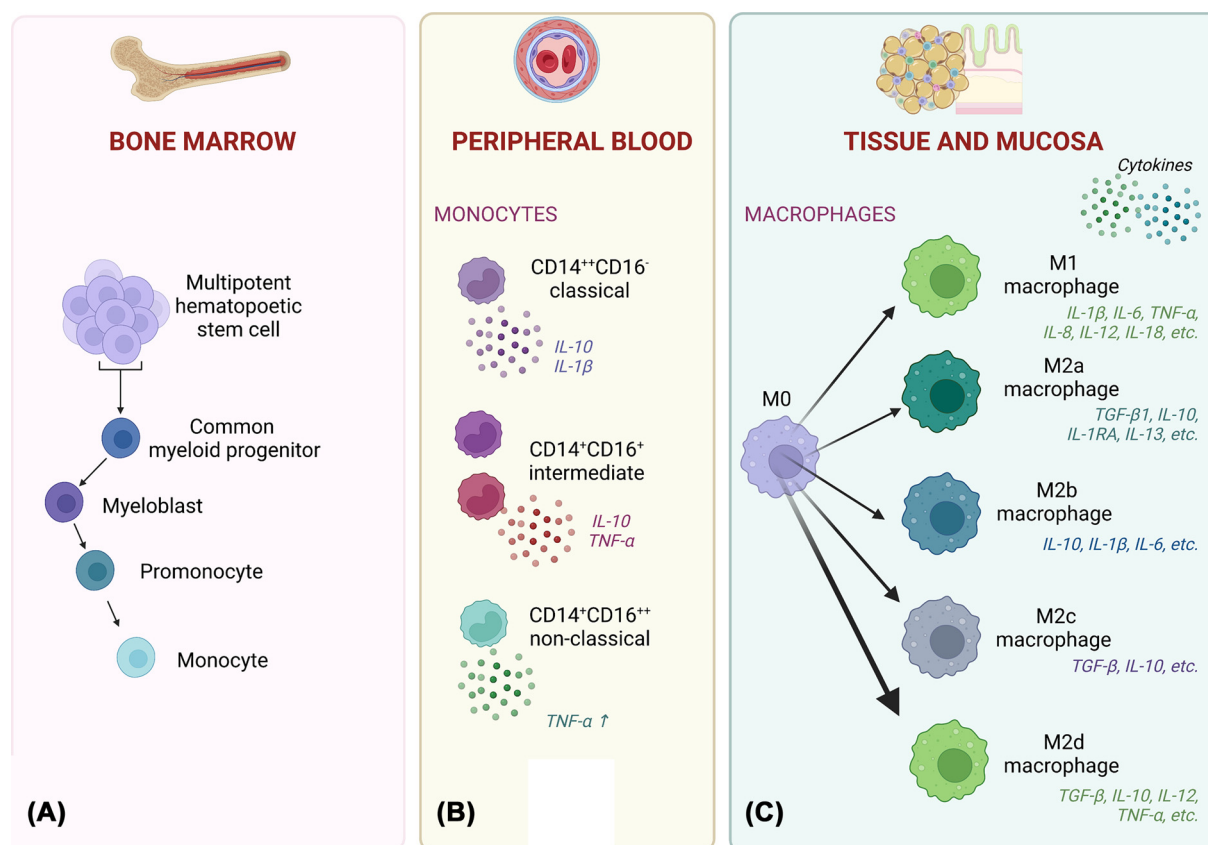 BONE MARROW
Multipotent
hematopoetic
stem cell
Common
myeloid progenitor
Myeloblast
Promonocyte
Monocyte
(A)
PERIPHERAL BLOOD
MONOCYTES
CD14⁺⁺CD16⁻
classical
IL-10
IL-1β
CD14⁺CD16⁺
intermediate
IL-10
TNF-α
CD14⁺CD16⁺⁺
non-classical
TNF-α ↑
(B)
TISSUE AND MUCOSA
Cytokines
MACROPHAGES
M0
M1
macrophage
IL-1β, IL-6, TNF-α,
IL-8, IL-12, IL-18, etc.
M2a
macrophage
TGF-β1, IL-10,
IL-1RA, IL-13, etc.
M2b
macrophage
IL-10, IL-1β, IL-6, etc.
M2c
macrophage
TGF-β, IL-10, etc.
M2d
macrophage
TGF-β, IL-10, IL-12,
TNF-α, etc.
(C)